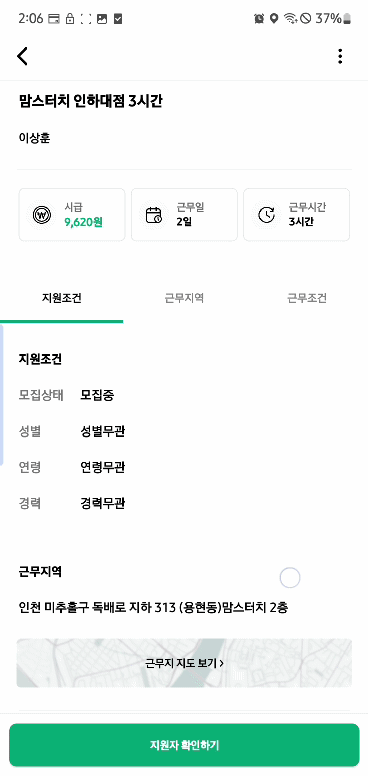 2:06 37%
맘스터치 인하대점 3시간
이상훈
시급 근무일 근무시간
9,620원 2일 3시간
지원조건 근무지역 근무조건
지원조건
모집상태 모집중
성별 성별무관
연령 연령무관
경력 경력무관
근무지역
인천 미추홀구 독배로 지하 313 (용현동)맘스터치 2층
근무지 지도 보기 >
지원자 확인하기